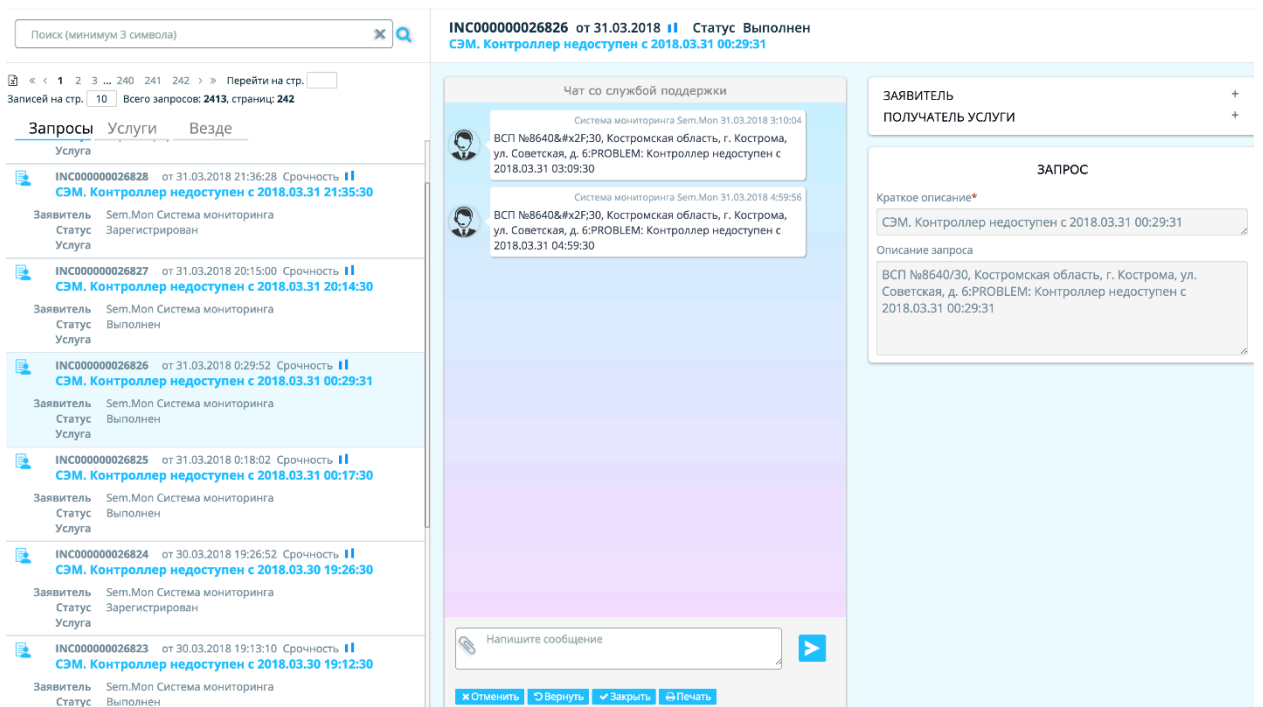 Поиск (минимум 3 символа)
« < 1 2 3 ... 240 241 242 > » Перейти на стр.
Записей на стр. 10 Всего запросов: 2413, страниц: 242
Запросы Услуги Везде
Услуга
INC000000026828 от 31.03.2018 21:36:28 Срочность
СЭМ. Контроллер недоступен с 2018.03.31 21:35:30
Заявитель Sem.Mon Система мониторинга
Статус Зарегистрирован
Услуга
INC000000026827 от 31.03.2018 20:15:00 Срочность
СЭМ. Контроллер недоступен с 2018.03.31 20:14:30
Заявитель Sem.Mon Система мониторинга
Статус Выполнен
Услуга
INC000000026826 от 31.03.2018 0:29:52 Срочность
СЭМ. Контроллер недоступен с 2018.03.31 00:29:31
Заявитель Sem.Mon Система мониторинга
Статус Выполнен
Услуга
INC000000026825 от 31.03.2018 0:18:02 Срочность
СЭМ. Контроллер недоступен с 2018.03.31 00:17:30
Заявитель Sem.Mon Система мониторинга
Статус Выполнен
Услуга
INC000000026824 от 30.03.2018 19:26:52 Срочность
СЭМ. Контроллер недоступен с 2018.03.30 19:26:30
Заявитель Sem.Mon Система мониторинга
Статус Зарегистрирован
Услуга
INC000000026823 от 30.03.2018 19:13:10 Срочность
СЭМ. Контроллер недоступен с 2018.03.30 19:12:30
Заявитель Sem.Mon Система мониторинга
Статус Выполнен
INC000000026826 от 31.03.2018 Статус Выполнен
СЭМ. Контроллер недоступен с 2018.03.31 00:29:31
Чат со службой поддержки
Система мониторинга Sem.Mon 31.03.2018 3:10:04
ВСП №8640&#x2F;30, Костромская область, г. Кострома,
ул. Советская, д. 6:PROBLEM: Контроллер недоступен с
2018.03.31 03:09:30
Система мониторинга Sem.Mon 31.03.2018 4:59:56
ВСП №8640&#x2F;30, Костромская область, г. Кострома,
ул. Советская, д. 6:PROBLEM: Контроллер недоступен с
2018.03.31 04:59:30
Напишите сообщение
Отменить Вернуть Закрыть Печать
ЗАЯВИТЕЛЬ +
ПОЛУЧАТЕЛЬ УСЛУГИ +
ЗАПРОС
Краткое описание*
СЭМ. Контроллер недоступен с 2018.03.31 00:29:31
Описание запроса
ВСП №8640/30, Костромская область, г. Кострома, ул.
Советская, д. 6:PROBLEM: Контроллер недоступен с
2018.03.31 00:29:31